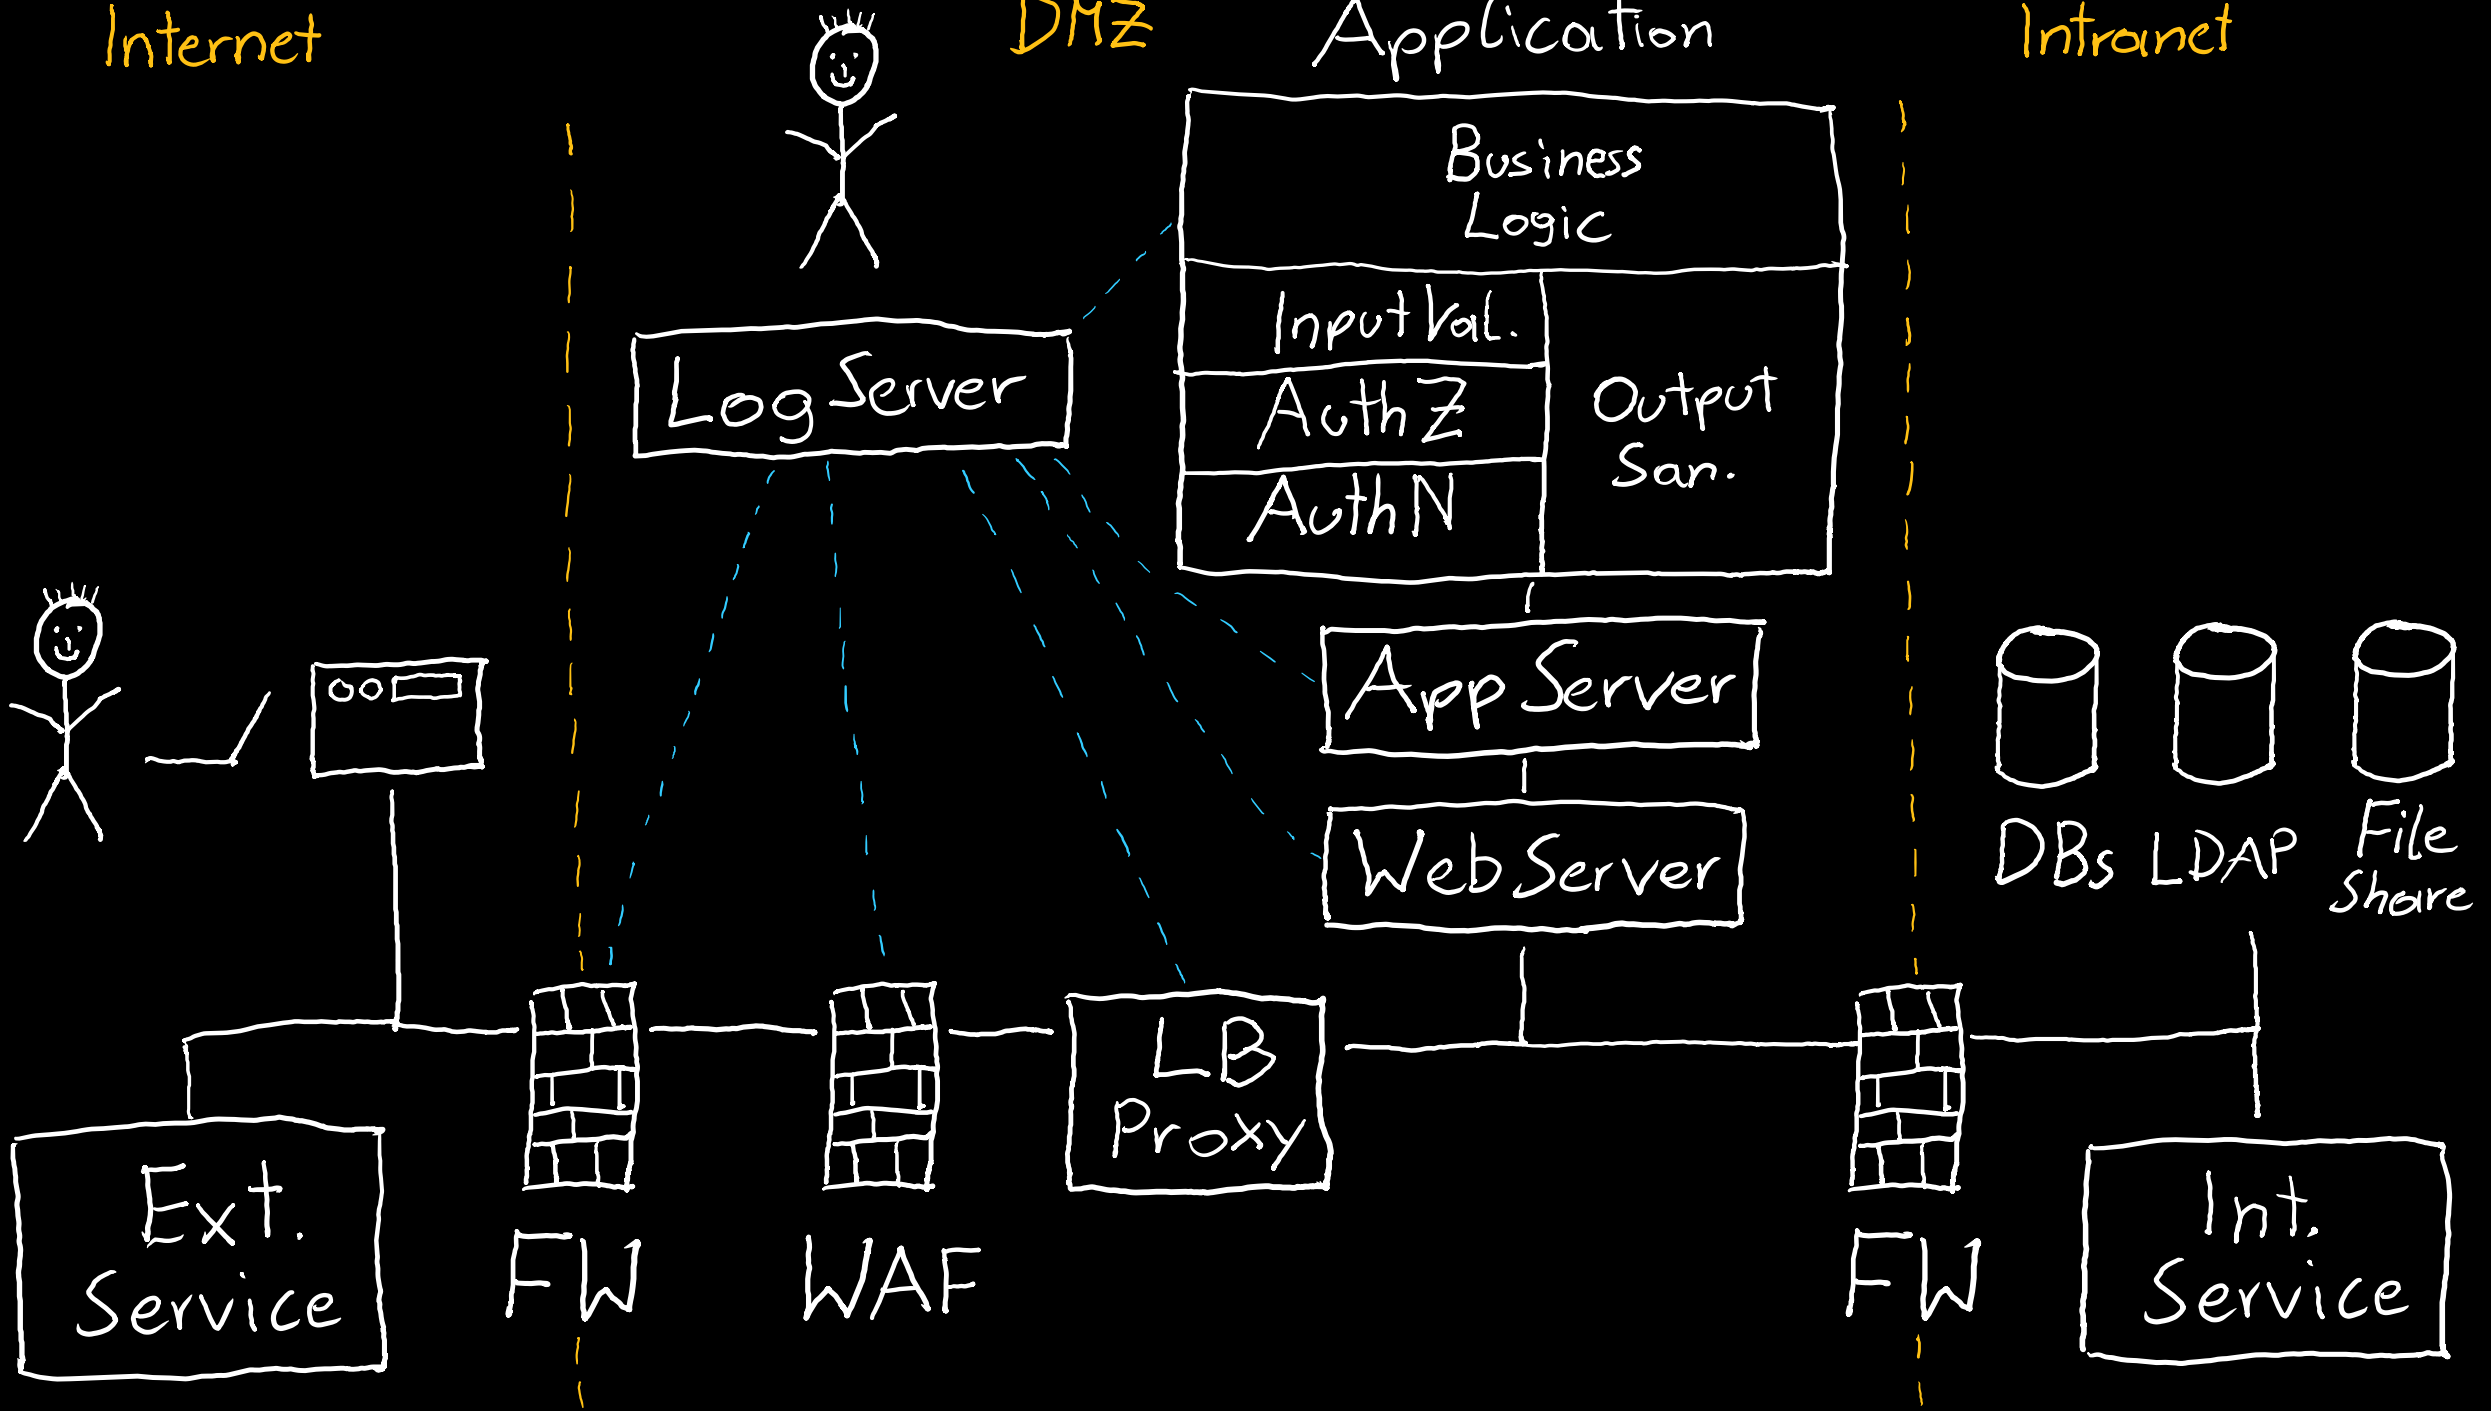 Internet
DMZ
Application
Intranet
Business
Logic
Input Val.
AuthZ
AuthN
Output
San.
Log Server
App Server
Web Server
DBs
LDAP
File
Share
LB
Proxy
Ext.
Service
FW
WAF
FW
Int.
Service